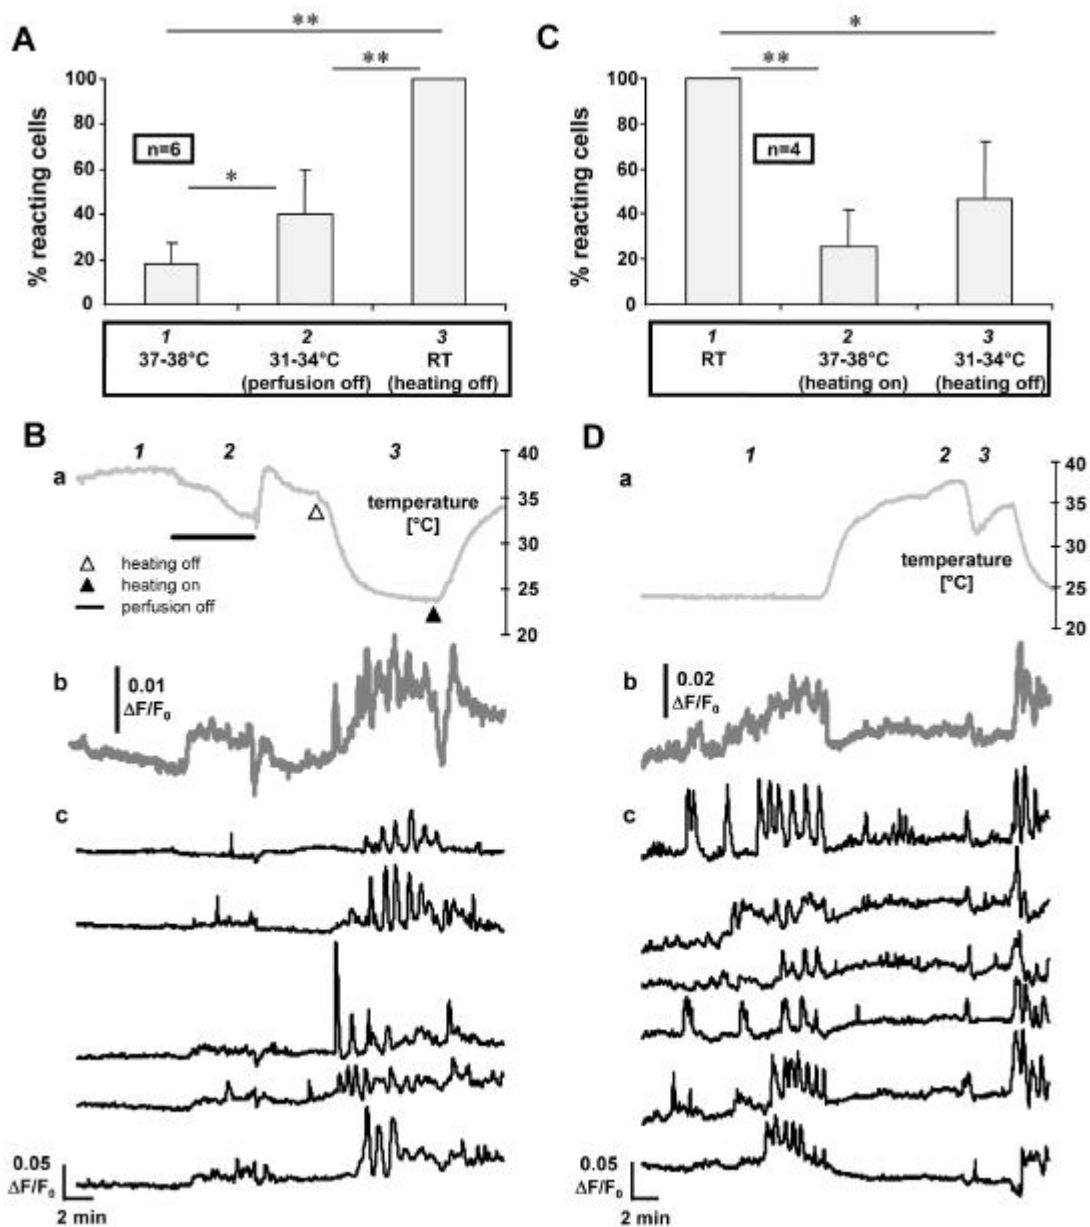 A
**
**
*
% reacting cells
100
80
60
40
20
0
n=6
1
37-38°C
2
31-34°C
(perfusion off)
3
RT
(heating off)
C
*
**
% reacting cells
100
80
60
40
20
0
n=4
1
RT
2
37-38°C
(heating on)
3
31-34°C
(heating off)
B
1
2
3
a
40
35
30
25
20
temperature
[°C]
heating off
heating on
perfusion off
b
0.01
ΔF/F0
c
0.05
ΔF/F0
2 min
D
1
2
3
a
40
35
30
25
20
temperature
[°C]
b
0.02
ΔF/F0
c
0.05
ΔF/F0
2 min